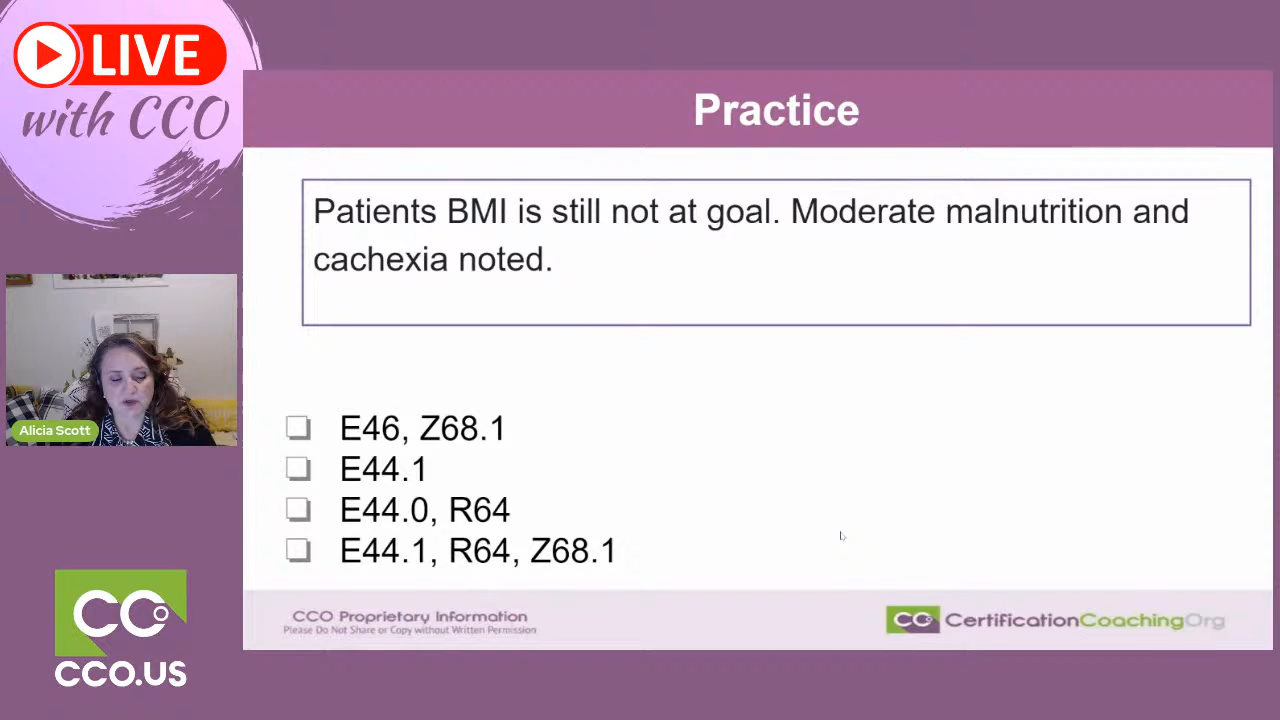 LIVE
with CCO
Practice
Patients BMI is still not at goal. Moderate malnutrition and
cachexia noted.
Alicia Scott
❏ E46, Z68.1
❏ E44.1
❏ E44.0, R64
❏ E44.1, R64, Z68.1
CCO
CCO.US
CCO Proprietary Information
Please Do Not Share or Copy without Written Permission
CCO CertificationCoachingOrg